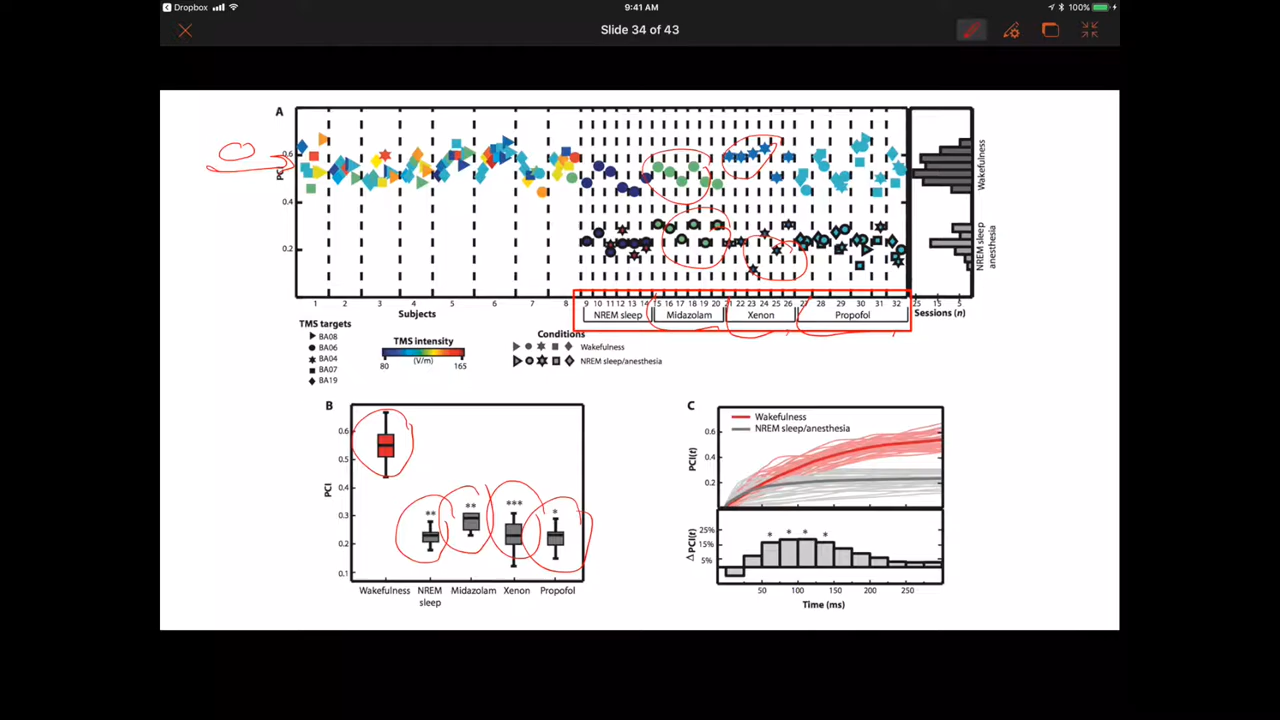 Dropbox
9:41 AM
100%
Slide 34 of 43
A
PCI
0.6
0.4
0.2
1 2 3 4 5 6 7 8 9 10 11 12 13 14 15 16 17 18 19 20 21 22 23 24 25 26 27 28 29 30 31 32
25 15 5
Subjects
NREM sleep
Midazolam
Xenon
Propofol
Sessions (n)
Wakefulness
NREM sleep
anesthesia
TMS targets
BA08
BA06
BA04
BA07
BA19
TMS intensity
(V/m)
80
165
Conditions
Wakefulness
NREM sleep/anesthesia
B
PCI
0.6
0.5
0.4
0.3
0.2
0.1
**
**
***
*
Wakefulness
NREM
sleep
Midazolam
Xenon
Propofol
C
Wakefulness
NREM sleep/anesthesia
PCI(t)
0.6
0.4
0.2
Δ PCI(t)
25%
15%
5%
* * * *
50 100 150 200 250
Time (ms)